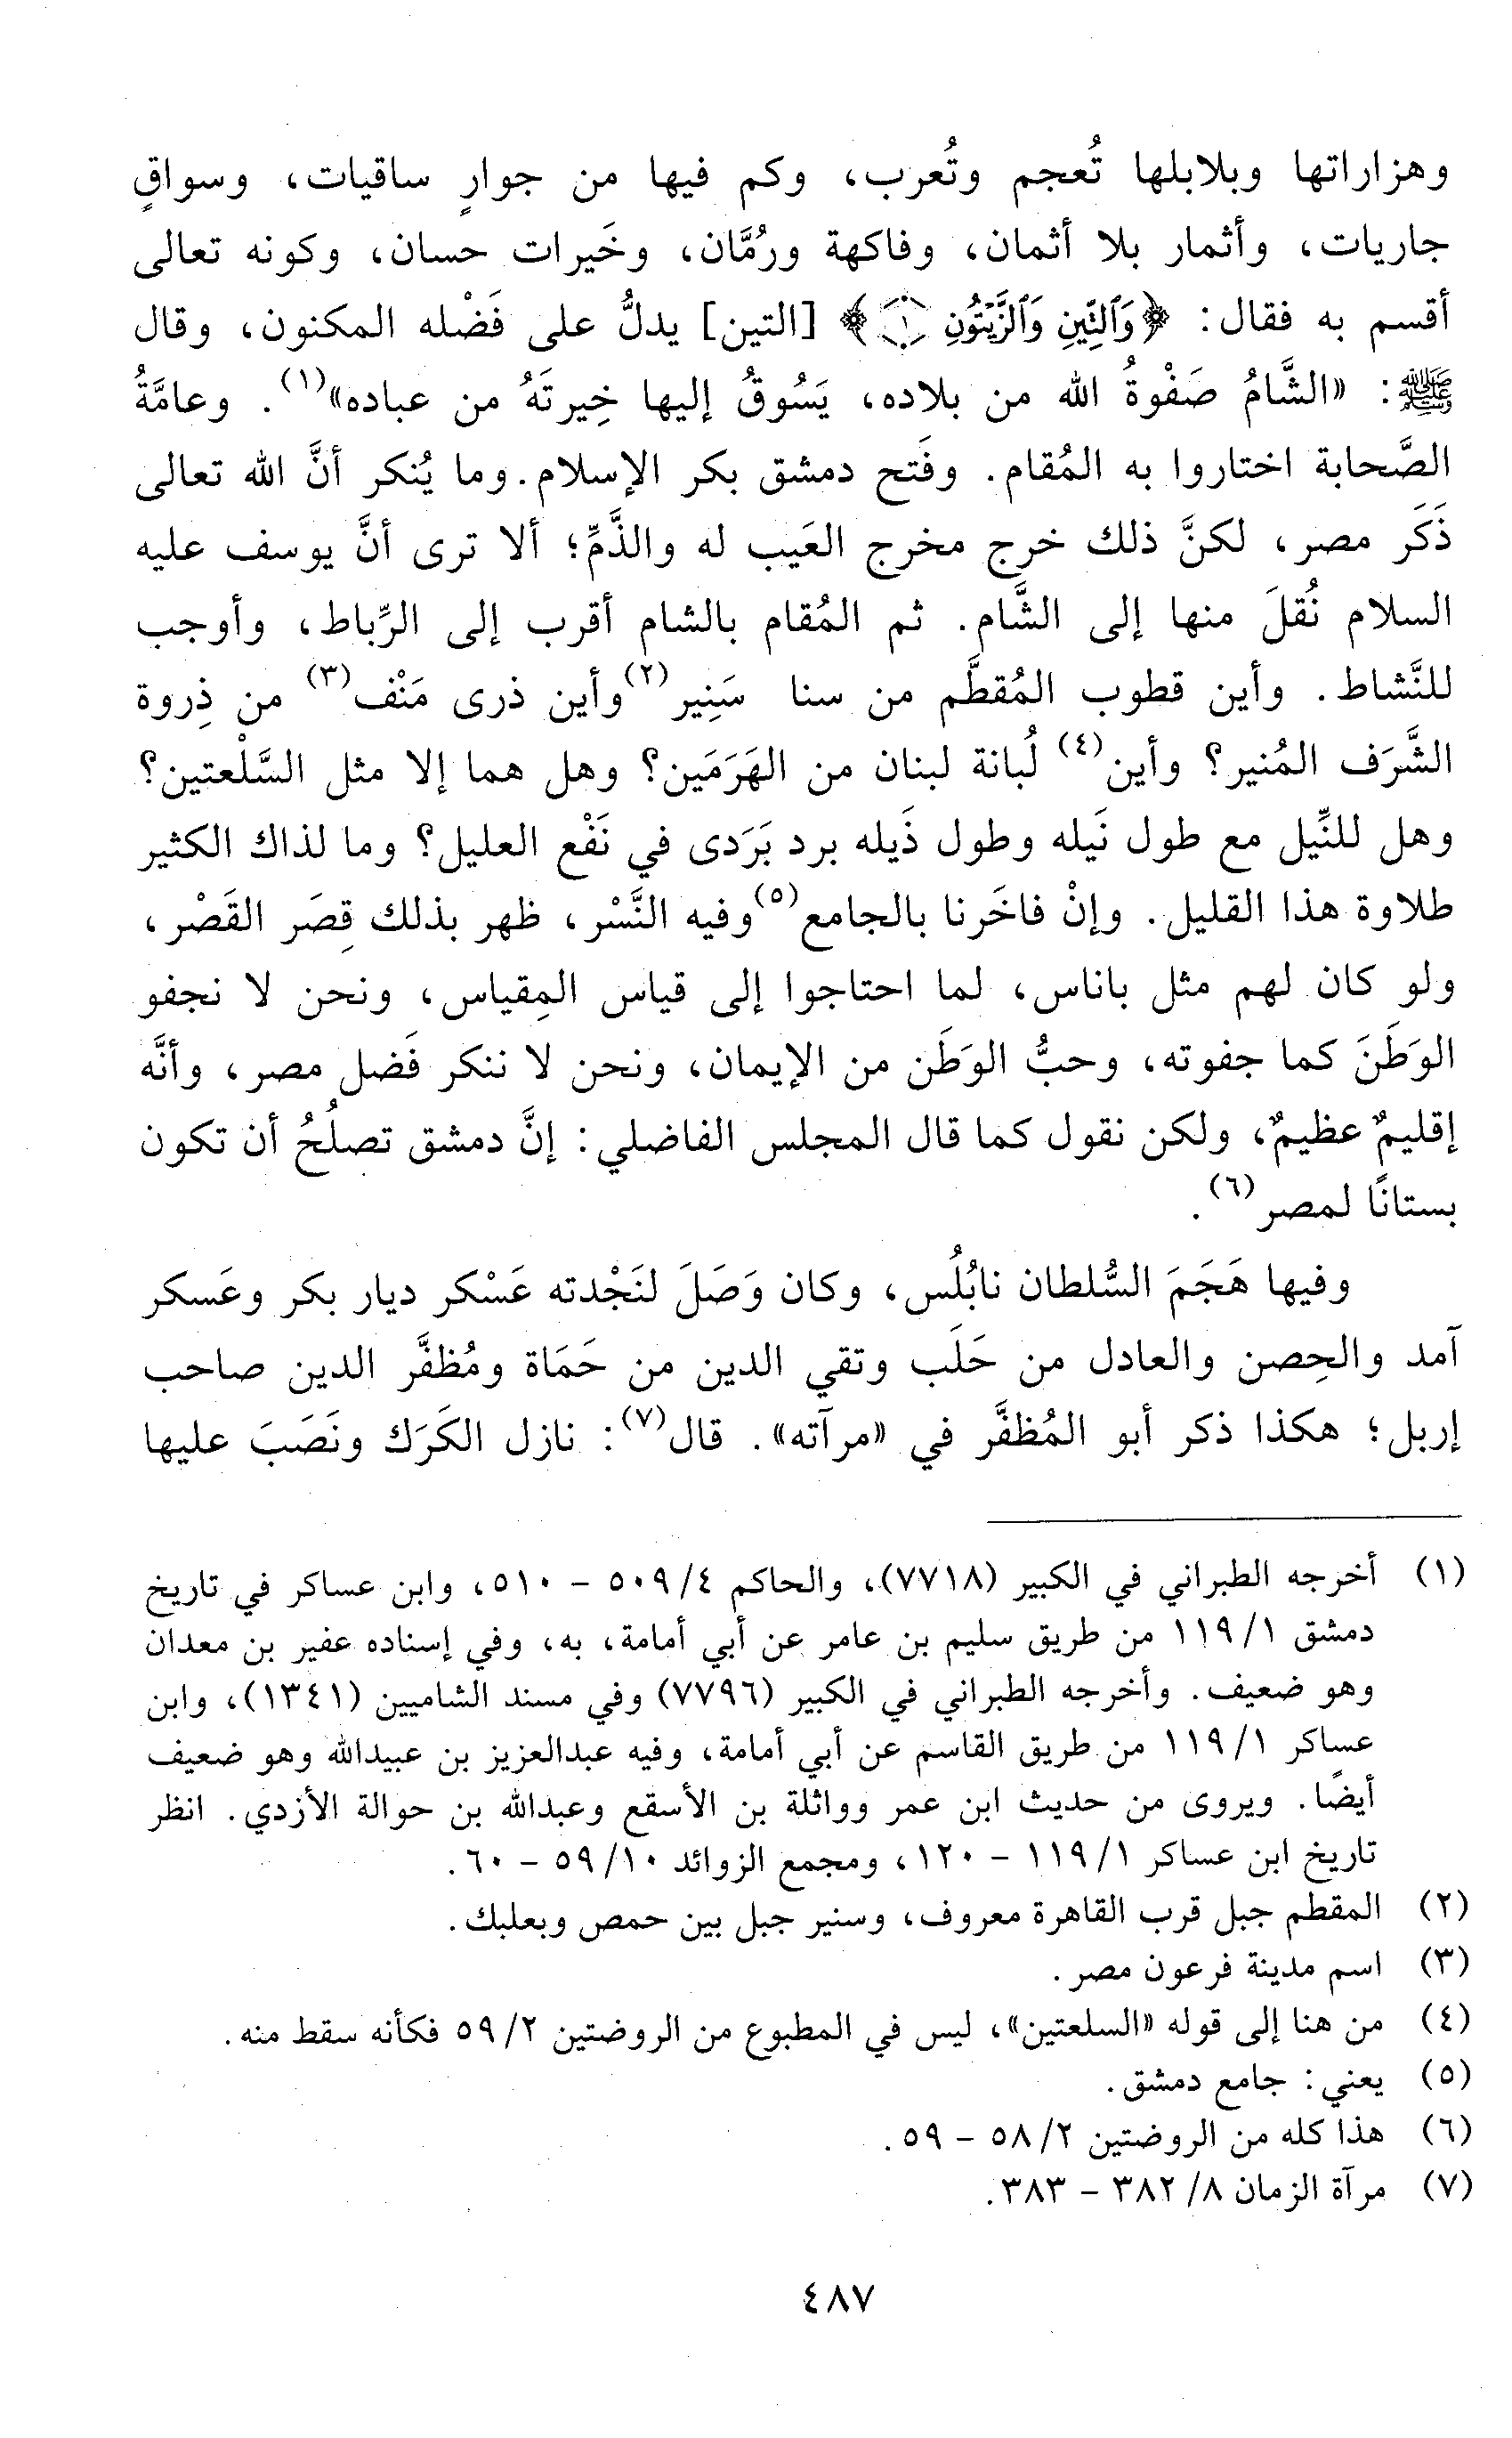 وهزاراتها وبلابلها تُعجم وتُعرب، وكم فيها من جوارٍ ساقيات، وسواقٍ
جاريات، وأثمار بلا أثمان، وفاكهة ورُمَّان، وخَيرات حسان، وكونه تعالى
أقسم به فقال: ﴿وَٱلتِّينِ وَٱلزَّيْتُونِ ۝١﴾ [التين] يدلُّ على فَضْله المكنون، وقال
ﷺ: «الشَّامُ صَفْوةُ الله من بلاده، يَسُوقُ إليها خِيرتَهُ من عباده»(١). وعامَّةُ
الصَّحابة اختاروا به المُقام. وفَتح دمشق بكر الإسلام. وما يُنكر أنَّ الله تعالى
ذَكَر مصر، لكنَّ ذلك خرج مخرج العَيب له والذَّمِّ؛ ألا ترى أنَّ يوسف عليه
السلام نُقلَ منها إلى الشَّام. ثم المُقام بالشام أقرب إلى الرِّباط، وأوجب
للنَّشاط. وأين قطوب المُقطَّم من سنا سَنِير(٢) وأين ذرى مَنْف(٣) من ذِروة
الشَّرَف المُنير؟ وأين(٤) لُبانة لبنان من الهَرَمَين؟ وهل هما إلا مثل السَّلْعتين؟
وهل للنِّيل مع طول نَيله وطول ذَيله برد بَرَدى في نَفْع العليل؟ وما لذاك الكثير
طلاوة هذا القليل. وإنْ فاخَرنا بالجامع(٥) وفيه النَّسْر، ظهر بذلك قِصَر القَصْر،
ولو كان لهم مثل باناس، لما احتاجوا إلى قياس المِقياس، ونحن لا نجفو
الوَطَنَ كما جفوته، وحبُّ الوَطَن من الإيمان، ونحن لا ننكر فَضل مصر، وأنَّه
إقليمٌ عظيمٌ، ولكن نقول كما قال المجلس الفاضلي: إنَّ دمشق تصلُحُ أن تكون
بستانًا لمصر(٦).
وفيها هَجَمَ السُّلطان نابُلُس، وكان وَصَلَ لنَجْدته عَسْكر ديار بكر وعَسكر
آمد والحِصن والعادل من حَلَب وتقي الدين من حَمَاة ومُظفَّر الدين صاحب
إربل؛ هكذا ذكر أبو المُظفَّر في «مرآته». قال(٧): نازل الكَرَك ونَصَبَ عليها
(١) أخرجه الطبراني في الكبير (٧٧١٨)، والحاكم ٤/ ٥٠٩ - ٥١٠، وابن عساكر في تاريخ
دمشق ١/ ١١٩ من طريق سليم بن عامر عن أبي أمامة، به، وفي إسناده عفير بن معدان
وهو ضعيف. وأخرجه الطبراني في الكبير (٧٧٩٦) وفي مسند الشاميين (١٣٤١)، وابن
عساكر ١/ ١١٩ من طريق القاسم عن أبي أمامة، وفيه عبدالعزيز بن عبيدالله وهو ضعيف
أيضًا. ويروى من حديث ابن عمر وواثلة بن الأسقع وعبدالله بن حوالة الأزدي. انظر
تاريخ ابن عساكر ١/ ١١٩ - ١٢٠، ومجمع الزوائد ١٠/ ٥٩ - ٦٠.
(٢) المقطم جبل قرب القاهرة معروف، وسنير جبل بين حمص وبعلبك.
(٣) اسم مدينة فرعون مصر.
(٤) من هنا إلى قوله «السلعتين»، ليس في المطبوع من الروضتين ٢/ ٥٩ فكأنه سقط منه.
(٥) يعني: جامع دمشق.
(٦) هذا كله من الروضتين ٢/ ٥٨ - ٥٩.
(٧) مرآة الزمان ٨/ ٣٨٢ - ٣٨٣.
٤٨٧